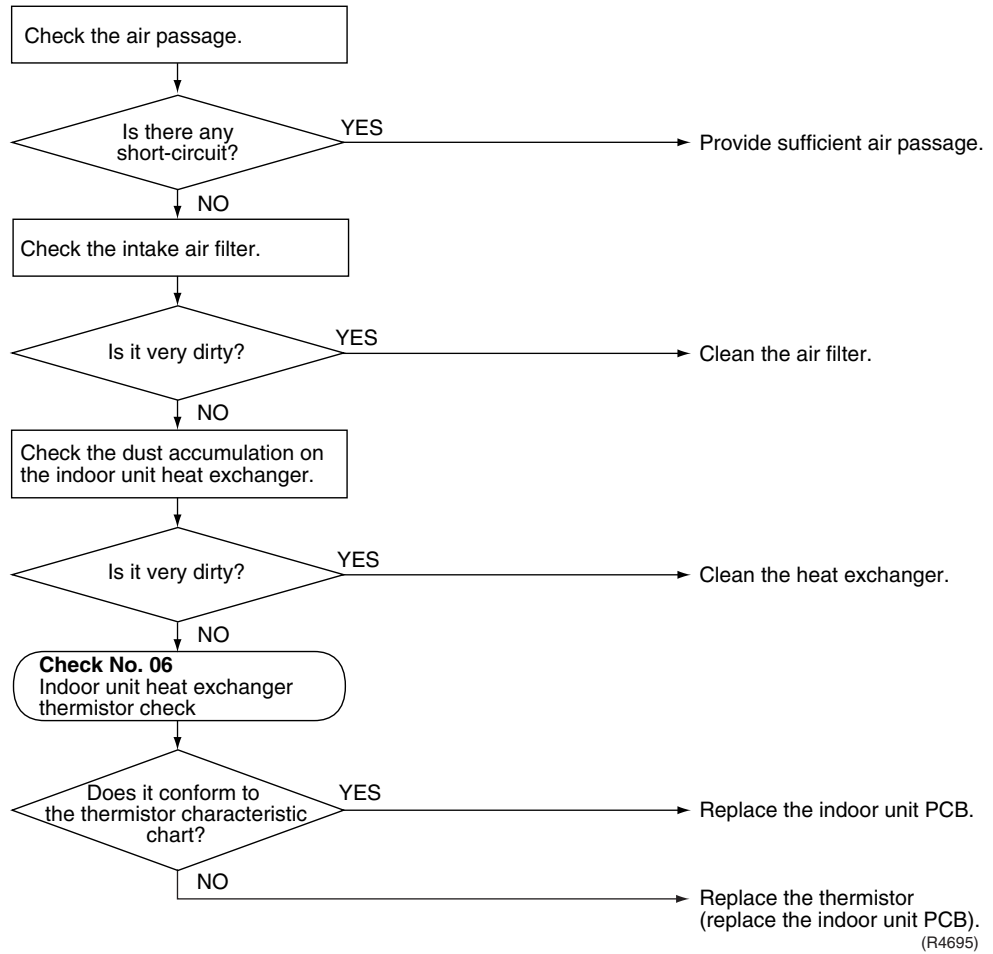 Check the air passage.
Is there any
short-circuit?
YES
Provide sufficient air passage.
NO
Check the intake air filter.
Is it very dirty?
YES
Clean the air filter.
NO
Check the dust accumulation on
the indoor unit heat exchanger.
Is it very dirty?
YES
Clean the heat exchanger.
NO
Check No. 06
Indoor unit heat exchanger
thermistor check
Does it conform to
the thermistor characteristic
chart?
YES
Replace the indoor unit PCB.
NO
Replace the thermistor
(replace the indoor unit PCB).
(R4695)